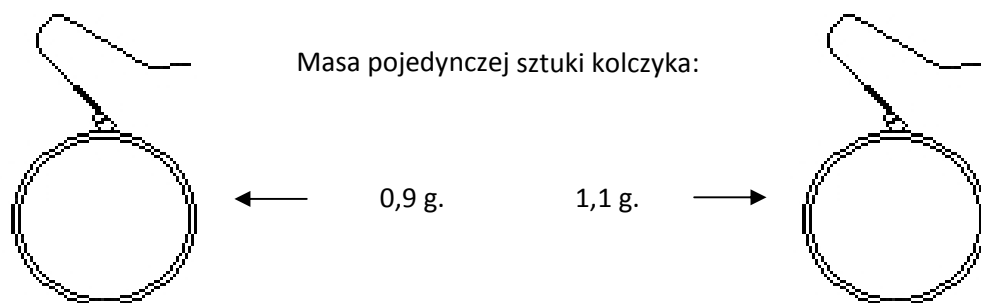 Masa pojedynczej sztuki kolczyka:
0,9 g. 1,1 g.